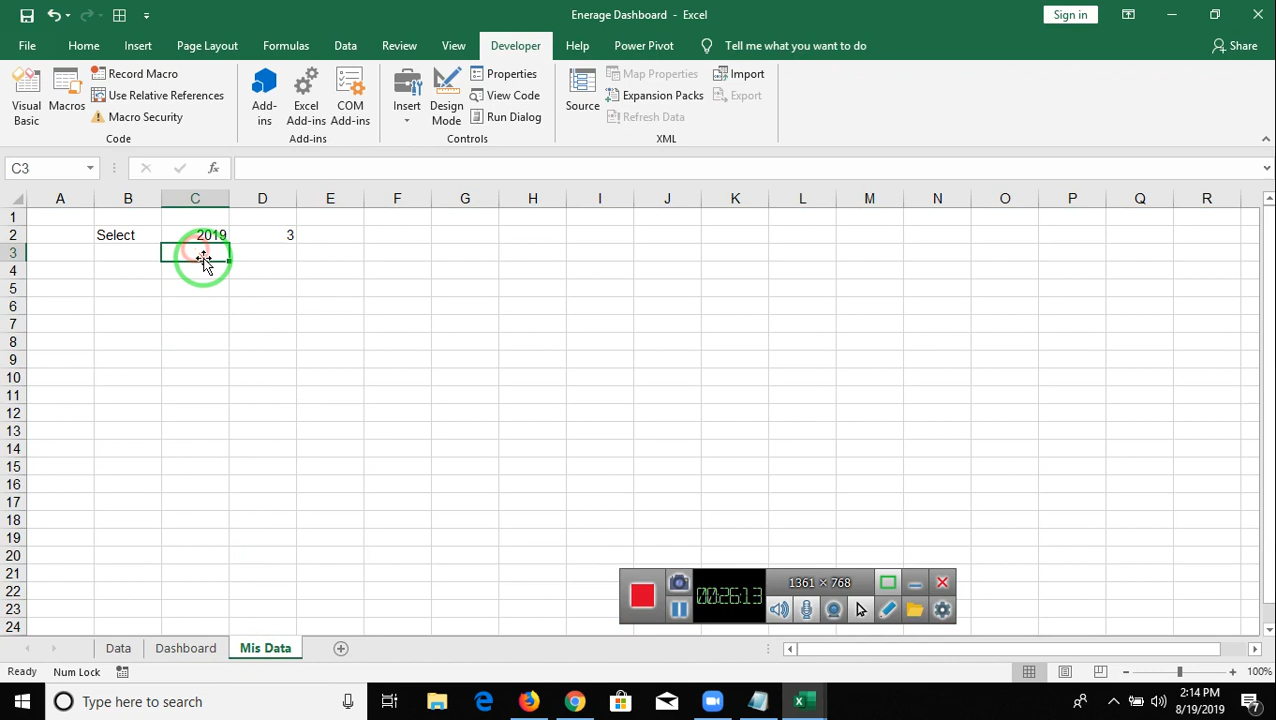 Enerage Dashboard - Excel
Sign in
File Home Insert Page Layout Formulas Data Review View Developer Help Power Pivot Tell me what you want to do Share
Visual Basic
Macros
Record Macro
Use Relative References
Macro Security
Code
Add-ins
Excel Add-ins
COM Add-ins
Add-ins
Insert
Design Mode
Properties
View Code
Run Dialog
Controls
Source
Map Properties
Expansion Packs
Refresh Data
Import
Export
XML
C3
fx
A B C D E F G H I J K L M N O P Q R
1
2 Select 2019 3
3
4
5
6
7
8
9
10
11
12
13
14
15
16
17
18
19
20
21
22
23
24
1361 × 768
00:26:13
Data Dashboard Mis Data
Ready Num Lock 100%
Type here to search
2:14 PM
8/19/2019
7